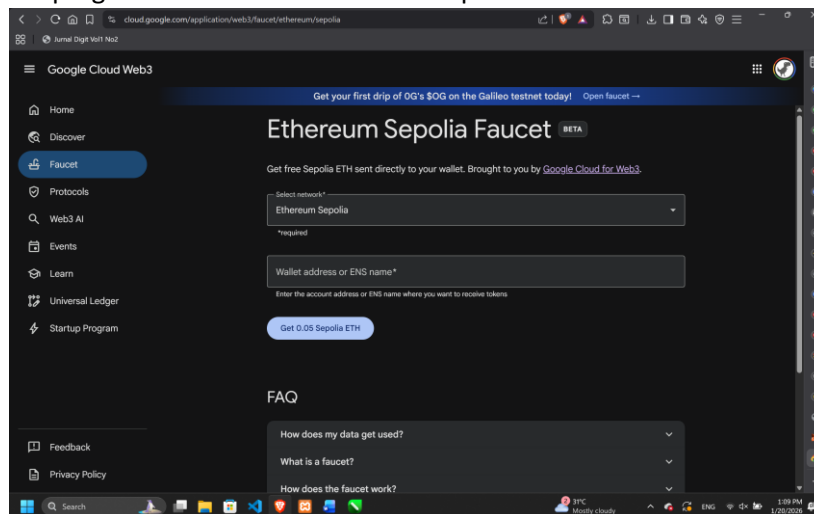 cloud.google.com/application/web3/faucet/ethereum/sepolia
Jurnal Digit Vol1 No2
Google Cloud Web3
Get your first drip of 0G's $OG on the Galileo testnet today! Open faucet →
Home
Discover
Faucet
Protocols
Web3 AI
Events
Learn
Universal Ledger
Startup Program
Feedback
Privacy Policy
Ethereum Sepolia Faucet BETA
Get free Sepolia ETH sent directly to your wallet. Brought to you by Google Cloud for Web3.
Select network*
Ethereum Sepolia
*required
Wallet address or ENS name*
Enter the account address or ENS name where you want to receive tokens
Get 0.05 Sepolia ETH
FAQ
How does my data get used?
What is a faucet?
How does the faucet work?
Search
31°C
Mostly cloudy
ENG
1:09 PM
1/20/2026